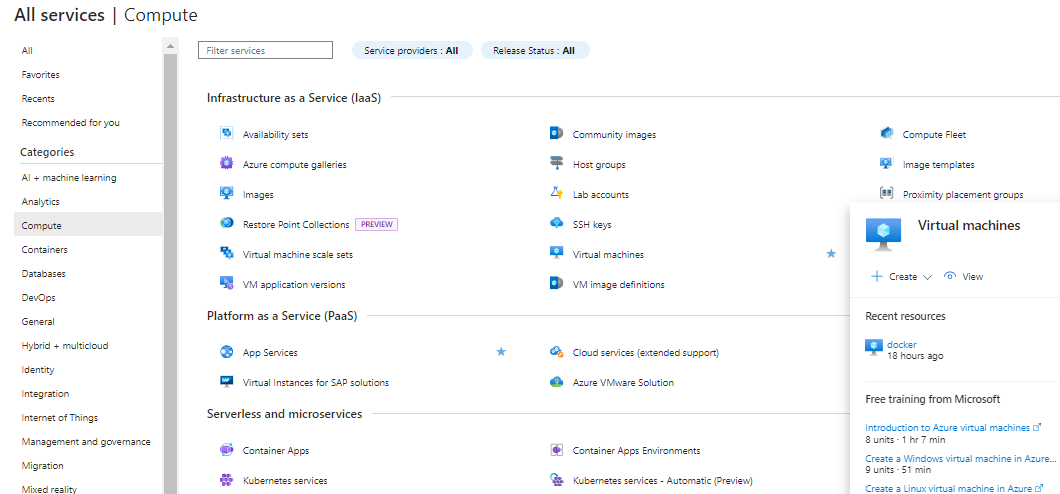 All services | Compute
All
Favorites
Recents
Recommended for you
Categories
AI + machine learning
Analytics
Compute
Containers
Databases
DevOps
General
Hybrid + multicloud
Identity
Integration
Internet of Things
Management and governance
Migration
Mixed reality
Filter services
Service providers : All
Release Status : All
Infrastructure as a Service (IaaS)
Availability sets
Community images
Compute Fleet
Azure compute galleries
Host groups
Image templates
Images
Lab accounts
Proximity placement groups
Restore Point Collections PREVIEW
SSH keys
Virtual machine scale sets
Virtual machines
VM application versions
VM image definitions
Platform as a Service (PaaS)
App Services
Cloud services (extended support)
Virtual Instances for SAP solutions
Azure VMware Solution
Serverless and microservices
Container Apps
Container Apps Environments
Kubernetes services
Kubernetes services - Automatic (Preview)
Virtual machines
Create
View
Recent resources
docker
18 hours ago
Free training from Microsoft
Introduction to Azure virtual machines
8 units · 1 hr 7 min
Create a Windows virtual machine in Azure...
9 units · 51 min
Create a Linux virtual machine in Azure